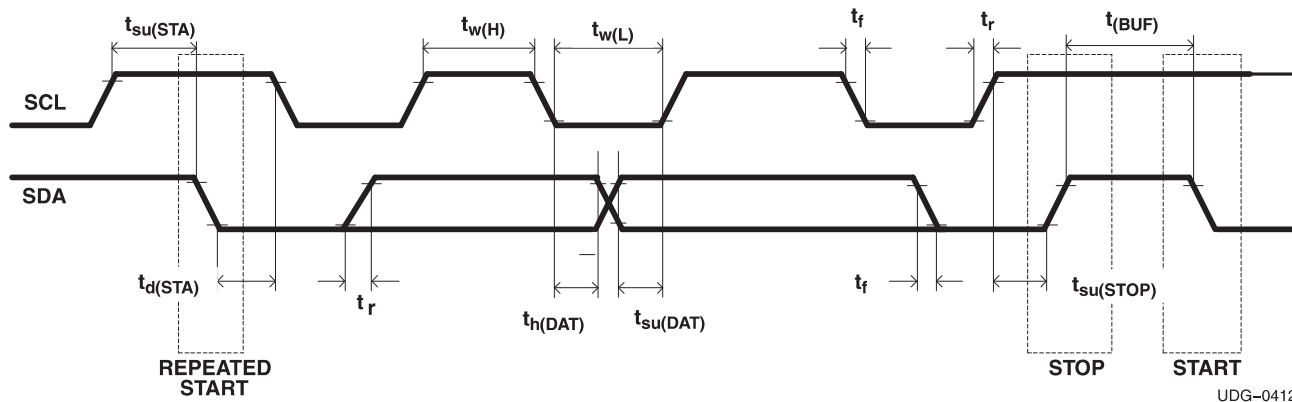 tsu(STA)
tw(H)
tw(L)
tf
tr
t(BUF)
SCL
SDA
td(STA)
tr
th(DAT)
tsu(DAT)
tf
tsu(STOP)
REPEATED
START
STOP
START
UDG–0412